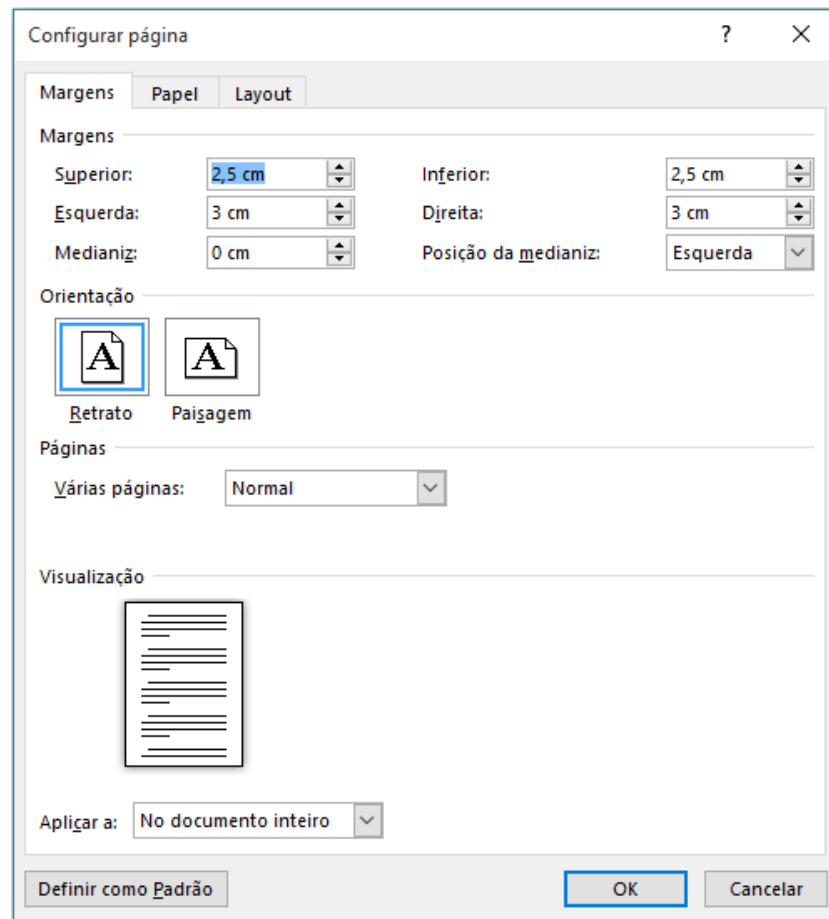 Configurar página ?
Margens Papel Layout
Margens
Superior: 2,5 cm Inferior: 2,5 cm
Esquerda: 3 cm Direita: 3 cm
Medianiz: 0 cm Posição da medianiz: Esquerda
Orientação
A A
Retrato Paisagem
Páginas
Várias páginas: Normal
Visualização
Aplicar a: No documento inteiro
Definir como Padrão OK Cancelar